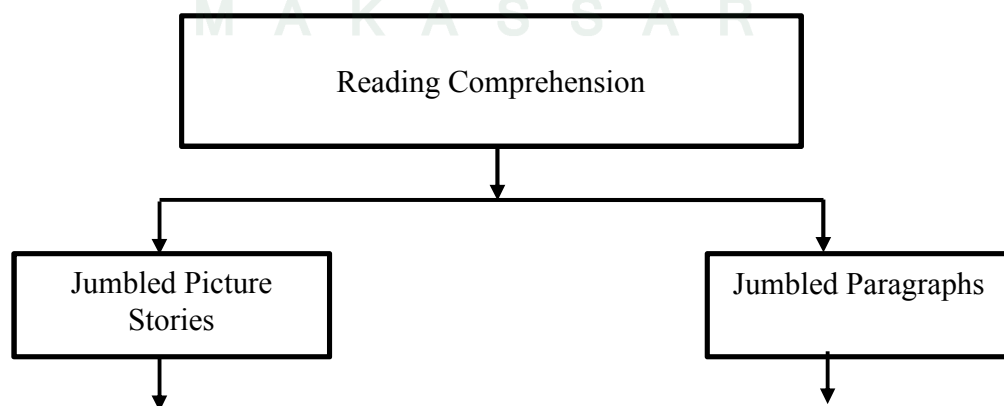 M A K A S S A R
Reading Comprehension
Jumbled Picture
Stories
Jumbled Paragraphs